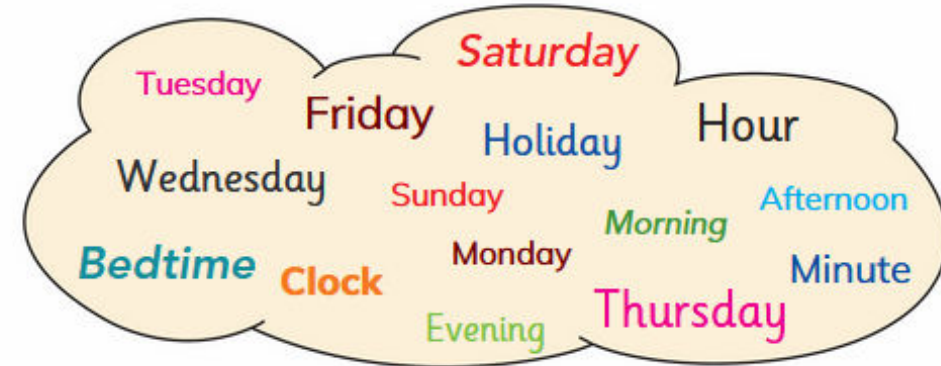 Saturday
Tuesday
Friday
Holiday
Hour
Wednesday
Sunday
Afternoon
Morning
Bedtime
Clock
Monday
Minute
Evening
Thursday